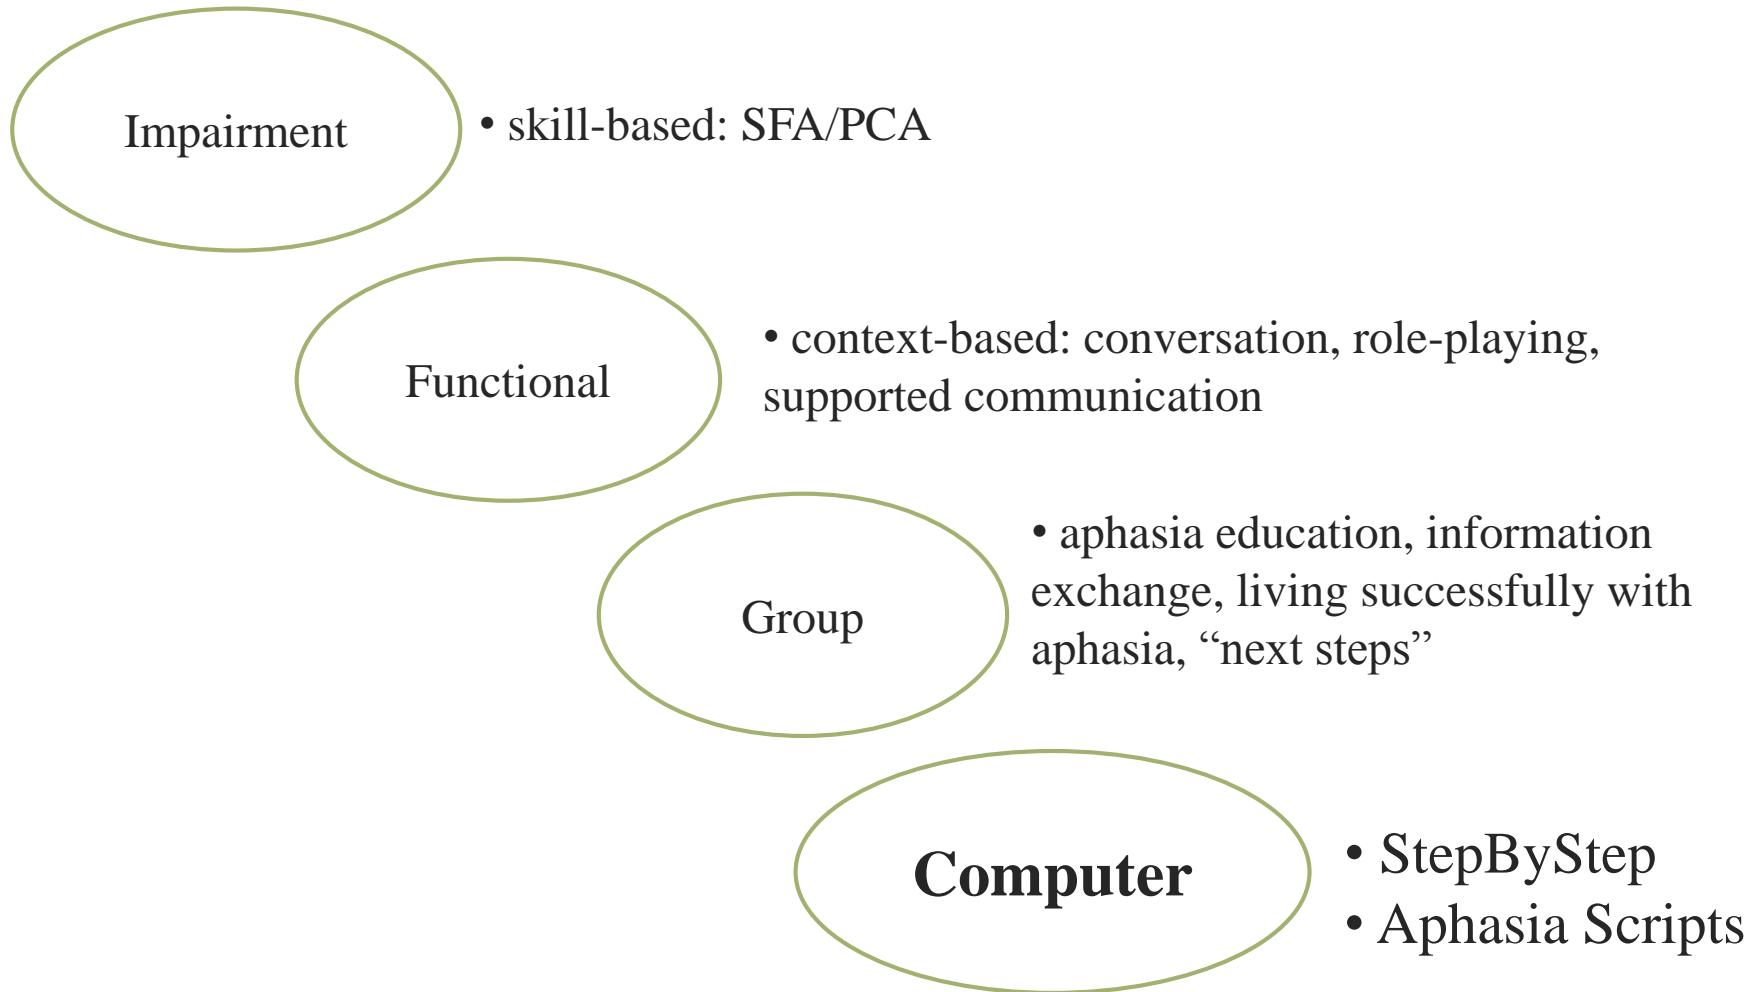 Impairment
• skill-based: SFA/PCA
Functional
• context-based: conversation, role-playing,
supported communication
Group
• aphasia education, information
exchange, living successfully with
aphasia, “next steps”
Computer
• StepByStep
• Aphasia Scripts